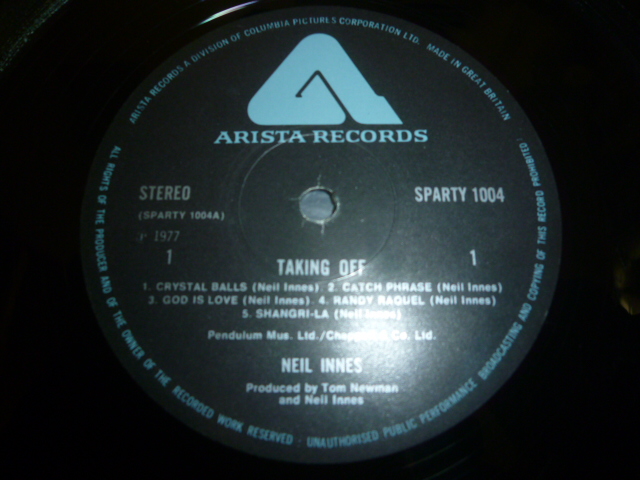 ARISTA RECORDS A DIVISION OF COLUMBIA PICTURES CORPORATION LTD. MADE IN GREAT BRITAIN
ARISTA RECORDS
STEREO
SPARTY 1004
(SPARTY 1004A)
P 1977
1
1
TAKING OFF
1. CRYSTAL BALLS (Neil Innes) 2. CATCH PHRASE (Neil Innes)
3. GOD IS LOVE (Neil Innes) 4. RANDY RAQUEL (Neil Innes)
5. SHANGRI-LA (Neil Innes)
Pendulum Mus. Ltd./ Co. Ltd.
NEIL INNES
Produced by Tom Newman
and Neil Innes
ALL RIGHTS OF THE PRODUCER AND OF THE OWNER OF THE RECORDED WORK RESERVED · UNAUTHORISED PUBLIC PERFORMANCE BROADCASTING AND COPYING OF THIS RECORD PROHIBITED